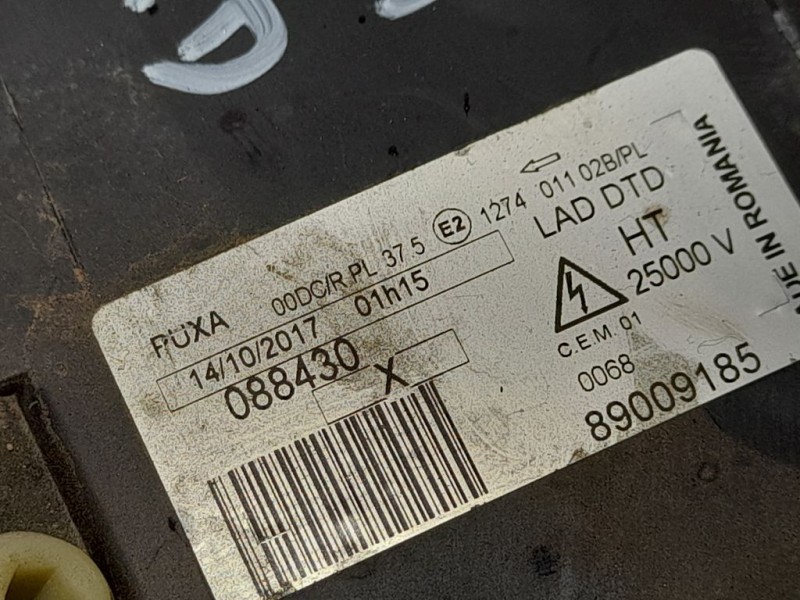 PUXA 00DC/R PL 37.5 E2 1274 011 02B/PL
14/10/2017 01h15 LAD DTD
088430 HT
X 25000 V
C.E.M. 01
0068
89009185
IN ROMANIA